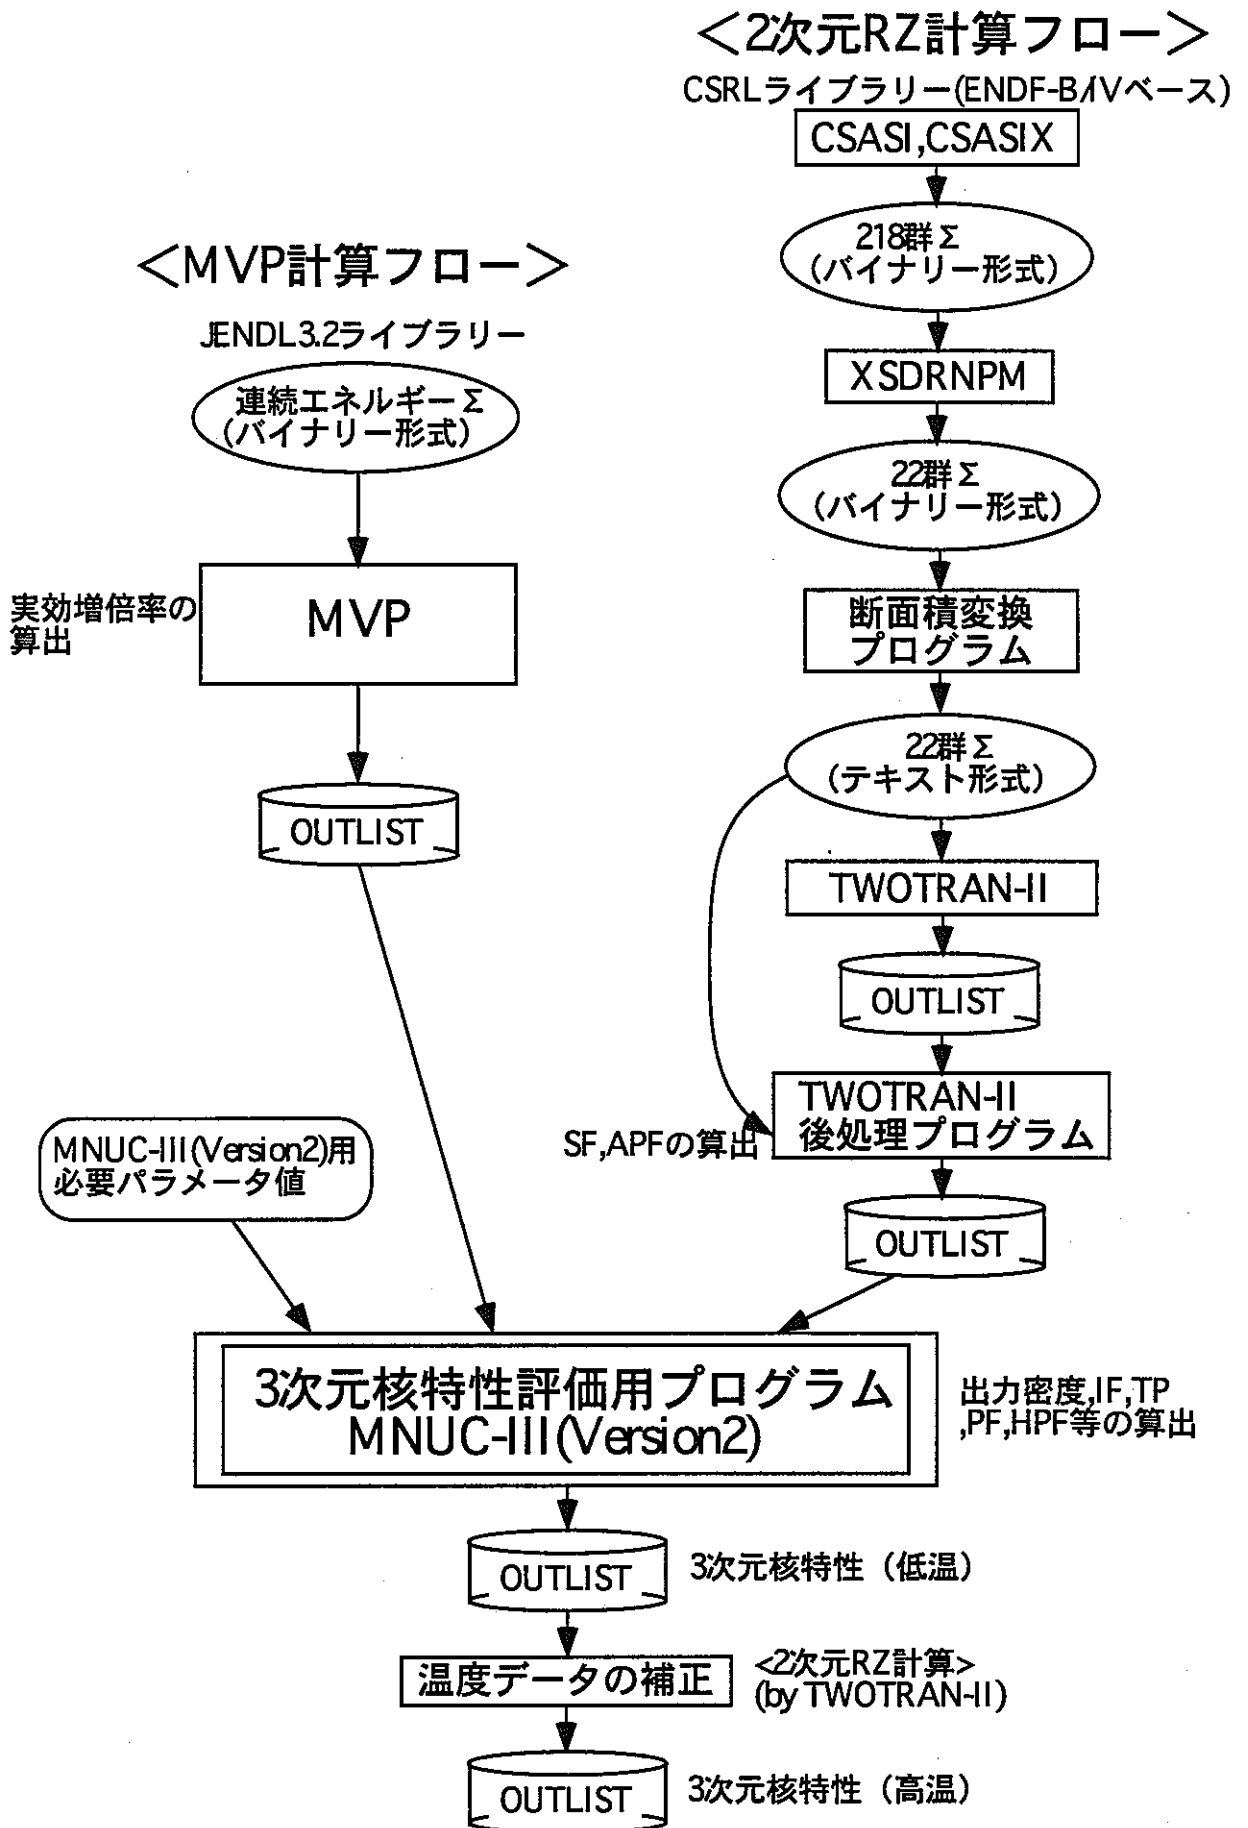 <2次元RZ計算フロー>
CSRLライブラリー(ENDF-B/IVベース)
CSASI,CSASIX
218群Σ
(バイナリー形式)
XSDRNPM
22群Σ
(バイナリー形式)
断面積変換
プログラム
22群Σ
(テキスト形式)
TWOTRAN-II
OUTLIST
TWOTRAN-II
後処理プログラム
SF,APFの算出
OUTLIST
<MVP計算フロー>
JENDL3.2ライブラリー
連続エネルギーΣ
(バイナリー形式)
実効増倍率の
算出
MVP
OUTLIST
MNUC-III(Version2)用
必要パラメータ値
3次元核特性評価用プログラム
MNUC-III(Version2)
出力密度,IF,TP
,PF,HPF等の算出
OUTLIST
3次元核特性（低温）
温度データの補正
<2次元RZ計算>
(by TWOTRAN-II)
OUTLIST
3次元核特性（高温）